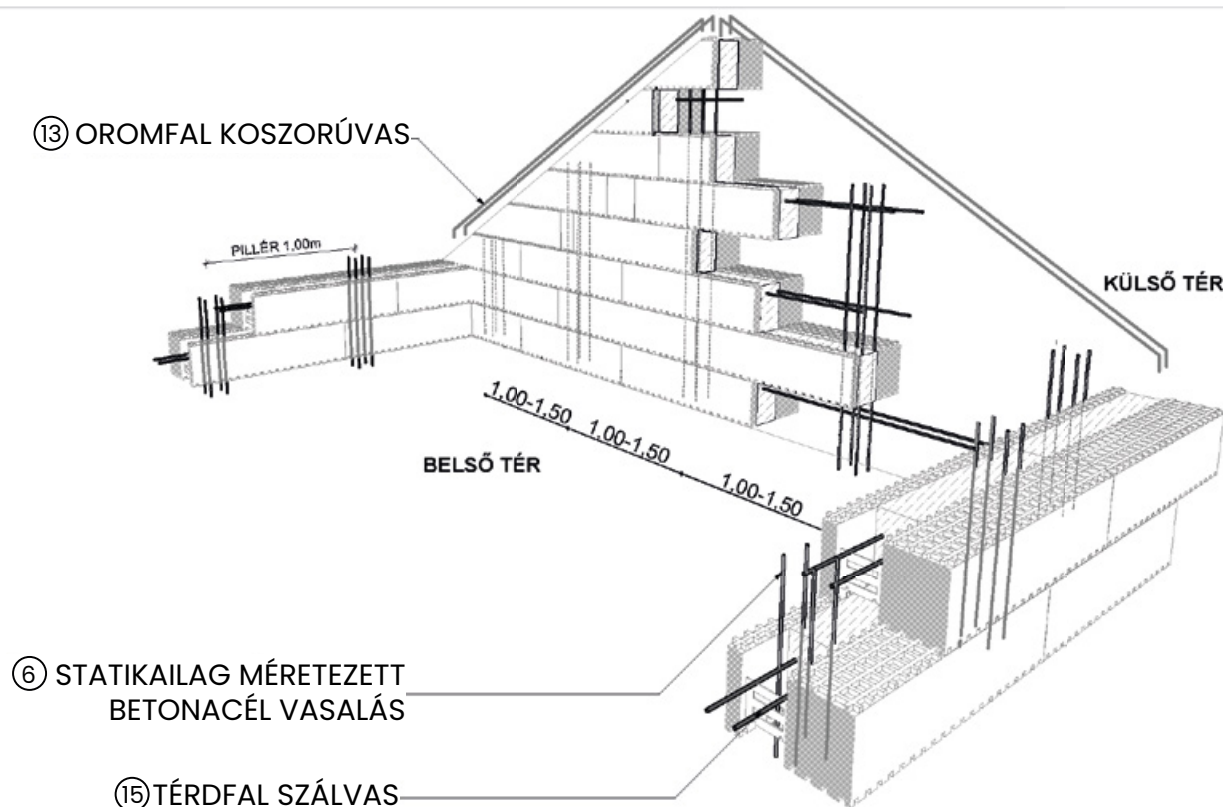 ⑬ OROMFAL KOSZORÚVAS
PILLÉR 1,00m
KÜLSŐ TÉR
1,00-1,50
1,00-1,50
1,00-1,50
BELSŐ TÉR
⑥ STATIKAILAG MÉRETEZETT
BETONACÉL VASALÁS
⑮ TÉRDFAL SZÁLVAS